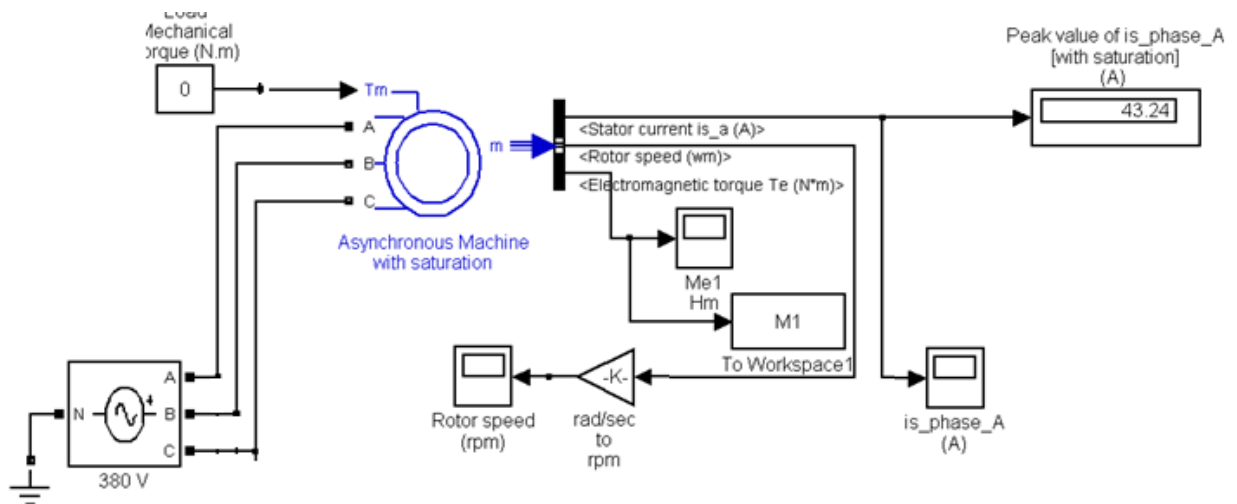 Mechanical
orque (N.m)
0
Tm
A
B
C
m
Asynchronous Machine
with saturation
<Stator current is_a (A)>
<Rotor speed (wm)>
<Electromagnetic torque Te (N*m)>
Peak value of is_phase_A
[with saturation]
(A)
43.24
Me1
Hm
M1
To Workspace1
-K-
rad/sec
to
rpm
Rotor speed
(rpm)
is_phase_A
(A)
N
A
B
C
380 V